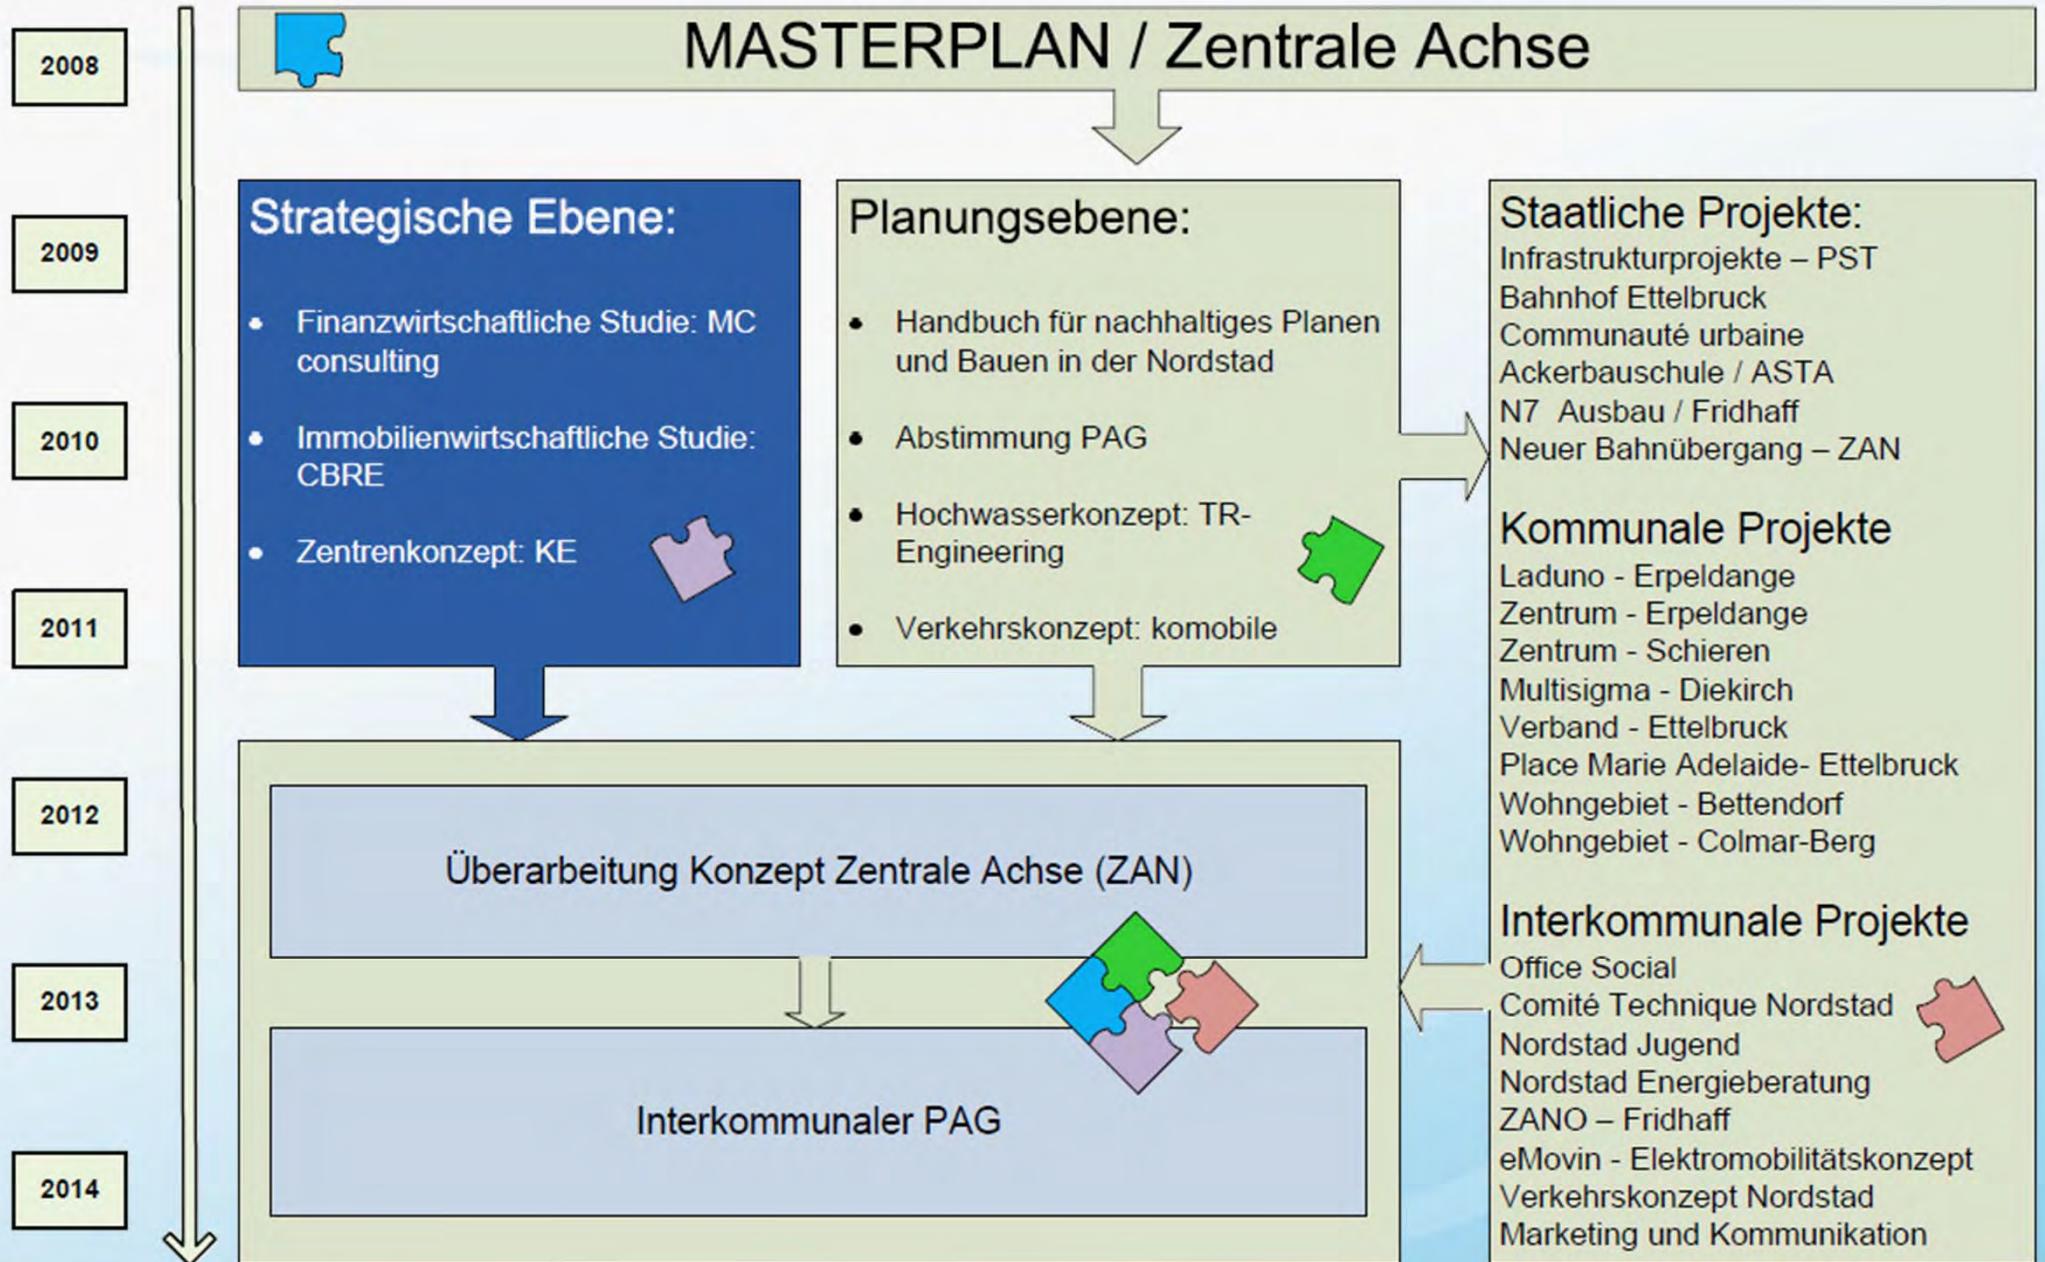 MASTERPLAN / Zentrale Achse
2008
2009
2010
2011
2012
2013
2014
Strategische Ebene:
• Finanzwirtschaftliche Studie: MC
consulting
• Immobilienwirtschaftliche Studie:
CBRE
• Zentrenkonzept: KE
Planungsebene:
• Handbuch für nachhaltiges Planen
und Bauen in der Nordstad
• Abstimmung PAG
• Hochwasserkonzept: TR-
Engineering
• Verkehrskonzept: komobile
Staatliche Projekte:
Infrastrukturprojekte – PST
Bahnhof Ettelbruck
Communauté urbaine
Ackerbauschule / ASTA
N7 Ausbau / Fridhaff
Neuer Bahnübergang – ZAN
Kommunale Projekte
Laduno - Erpeldange
Zentrum - Erpeldange
Zentrum - Schieren
Multisigma - Diekirch
Verband - Ettelbruck
Place Marie Adelaide- Ettelbruck
Wohngebiet - Bettendorf
Wohngebiet - Colmar-Berg
Interkommunale Projekte
Office Social
Comité Technique Nordstad
Nordstad Jugend
Nordstad Energieberatung
ZANO – Fridhaff
eMovin - Elektromobilitätskonzept
Verkehrskonzept Nordstad
Marketing und Kommunikation
Überarbeitung Konzept Zentrale Achse (ZAN)
Interkommunaler PAG